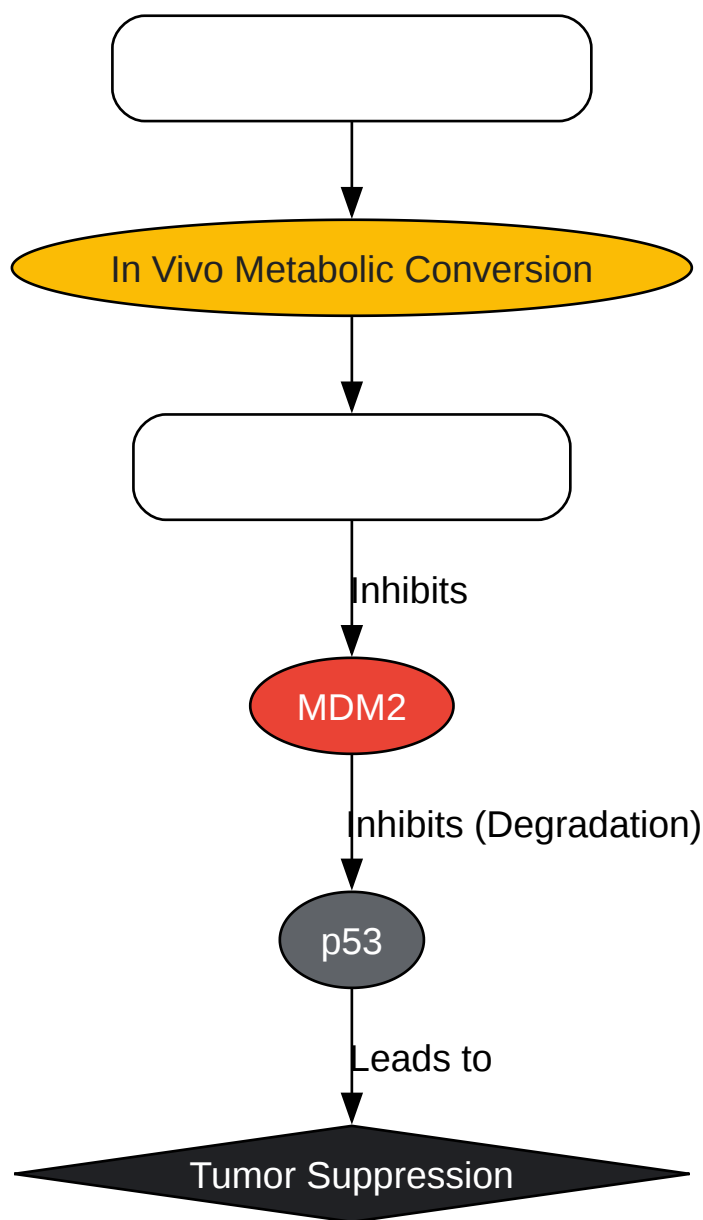 In Vivo Metabolic Conversion
Inhibits
MDM2
Inhibits (Degradation)
p53
Leads to
Tumor Suppression